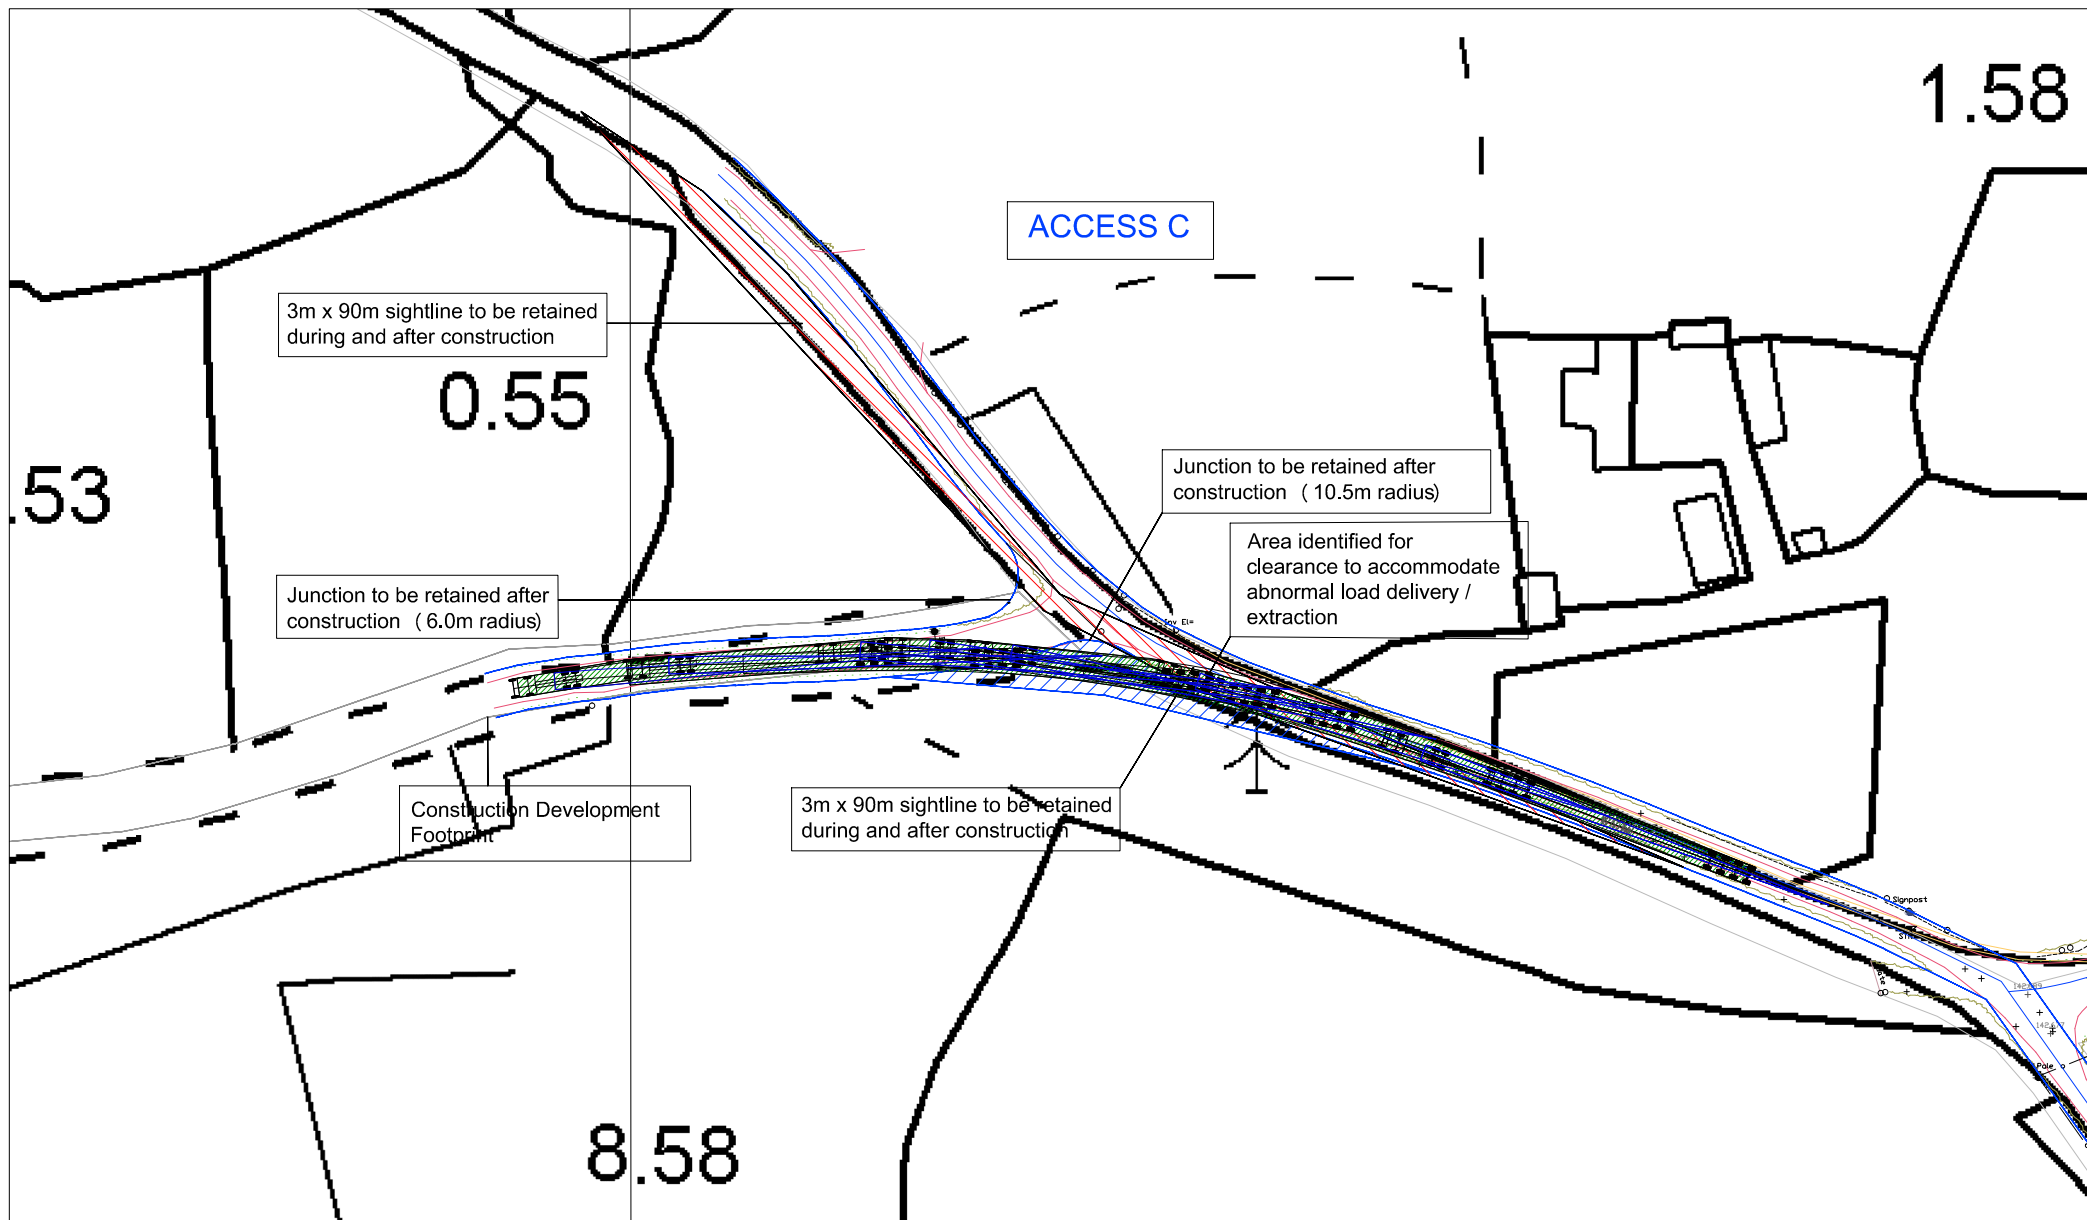 1.58
ACCESS C
3m x 90m sightline to be retained
during and after construction
0.55
.53
Junction to be retained after
construction ( 10.5m radius)
Area identified for
clearance to accommodate
abnormal load delivery /
extraction
Junction to be retained after
construction ( 6.0m radius)
Inv El=
Construction Development
Footprint
3m x 90m sightline to be retained
during and after construction
Signpost
Pole
8.58